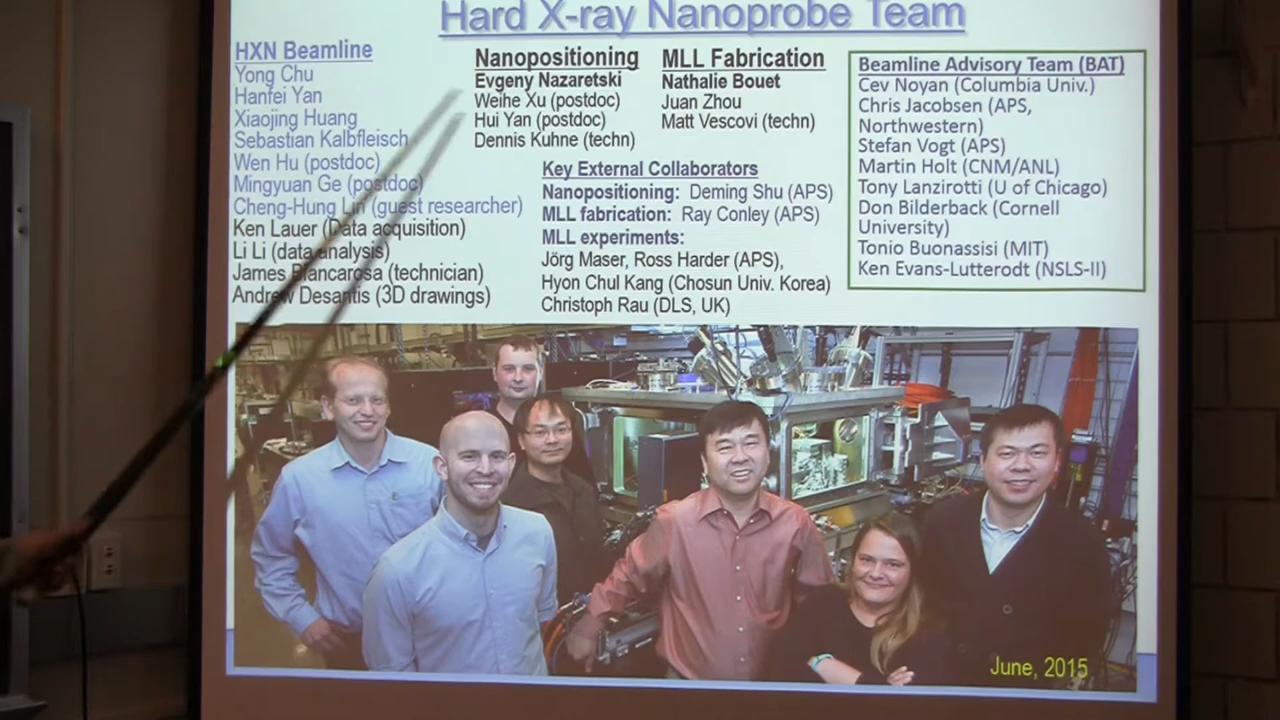 Hard X-ray Nanoprobe Team
HXN Beamline
Yong Chu
Hanfei Yan
Xiaojing Huang
Sebastian Kalbfleisch
Wen Hu (postdoc)
Mingyuan Ge (postdoc)
Cheng-Hung Lin (guest researcher)
Ken Lauer (Data acquisition)
Li Li (data analysis)
James Biancarosa (technician)
Andrew Desantis (3D drawings)
Nanopositioning
Evgeny Nazaretski
Weihe Xu (postdoc)
Hui Yan (postdoc)
Dennis Kuhne (techn)
MLL Fabrication
Nathalie Bouet
Juan Zhou
Matt Vescovi (techn)
Key External Collaborators
Nanopositioning: Deming Shu (APS)
MLL fabrication: Ray Conley (APS)
MLL experiments:
Jörg Maser, Ross Harder (APS),
Hyon Chul Kang (Chosun Univ. Korea)
Christoph Rau (DLS, UK)
Beamline Advisory Team (BAT)
Cev Noyan (Columbia Univ.)
Chris Jacobsen (APS,
Northwestern)
Stefan Vogt (APS)
Martin Holt (CNM/ANL)
Tony Lanzirotti (U of Chicago)
Don Bilderback (Cornell
University)
Tonio Buonassisi (MIT)
Ken Evans-Lutterodt (NSLS-II)
June, 2015